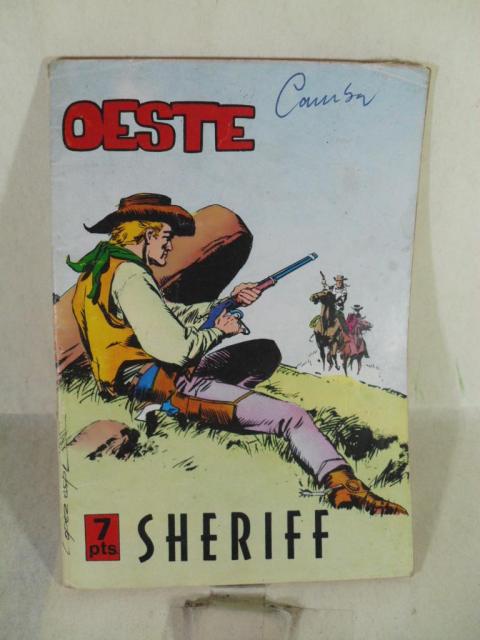 OESTE
7
pts.
SHERIFF